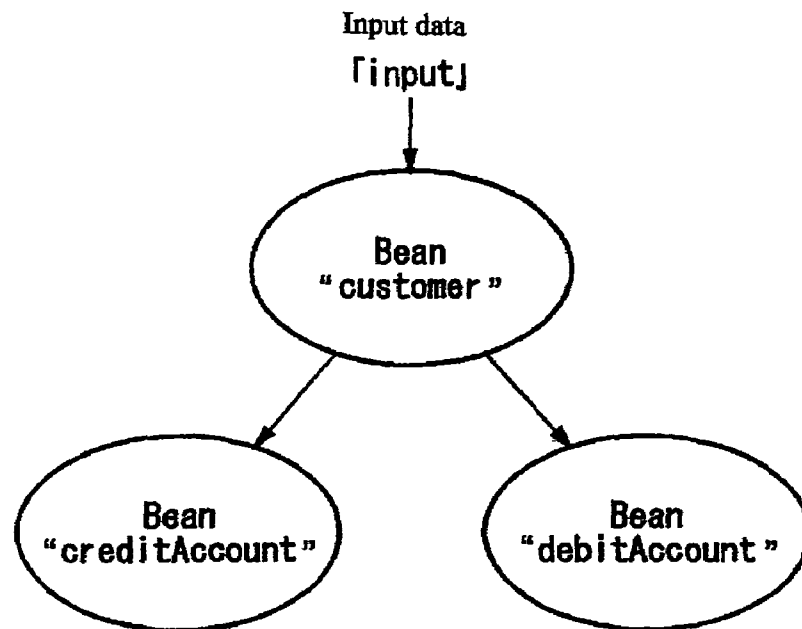 Input data
「input」
Bean
“customer”
Bean
“creditAccount”
Bean
“debitAccount”